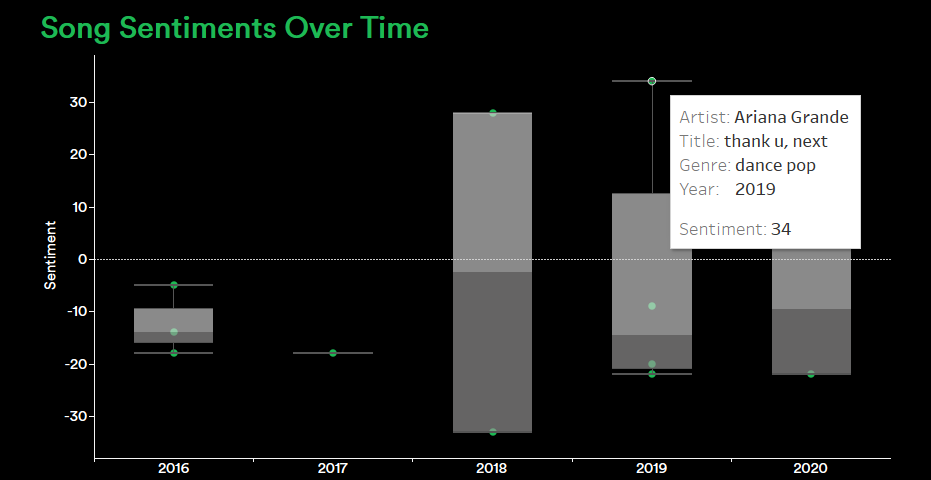 Song Sentiments Over Time
Sentiment
30
20
10
0
-10
-20
-30
2016
2017
2018
2019
2020
Artist: Ariana Grande
Title: thank u, next
Genre: dance pop
Year: 2019
Sentiment: 34